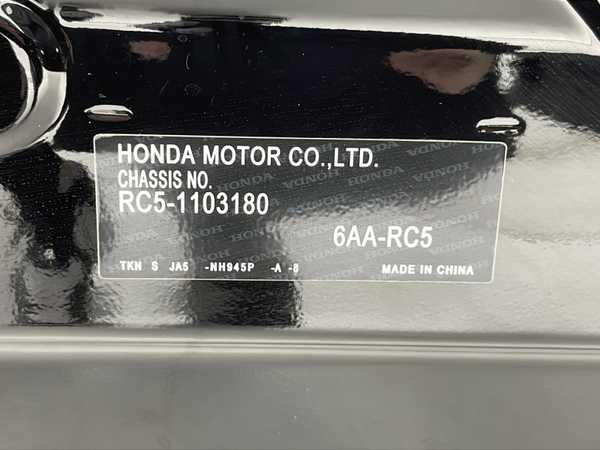 HONDA MOTOR CO.,LTD.
CHASSIS NO.
RC5-1103180
6AA-RC5
TKN S JA5 -NH945P -A -8
MADE IN CHINA